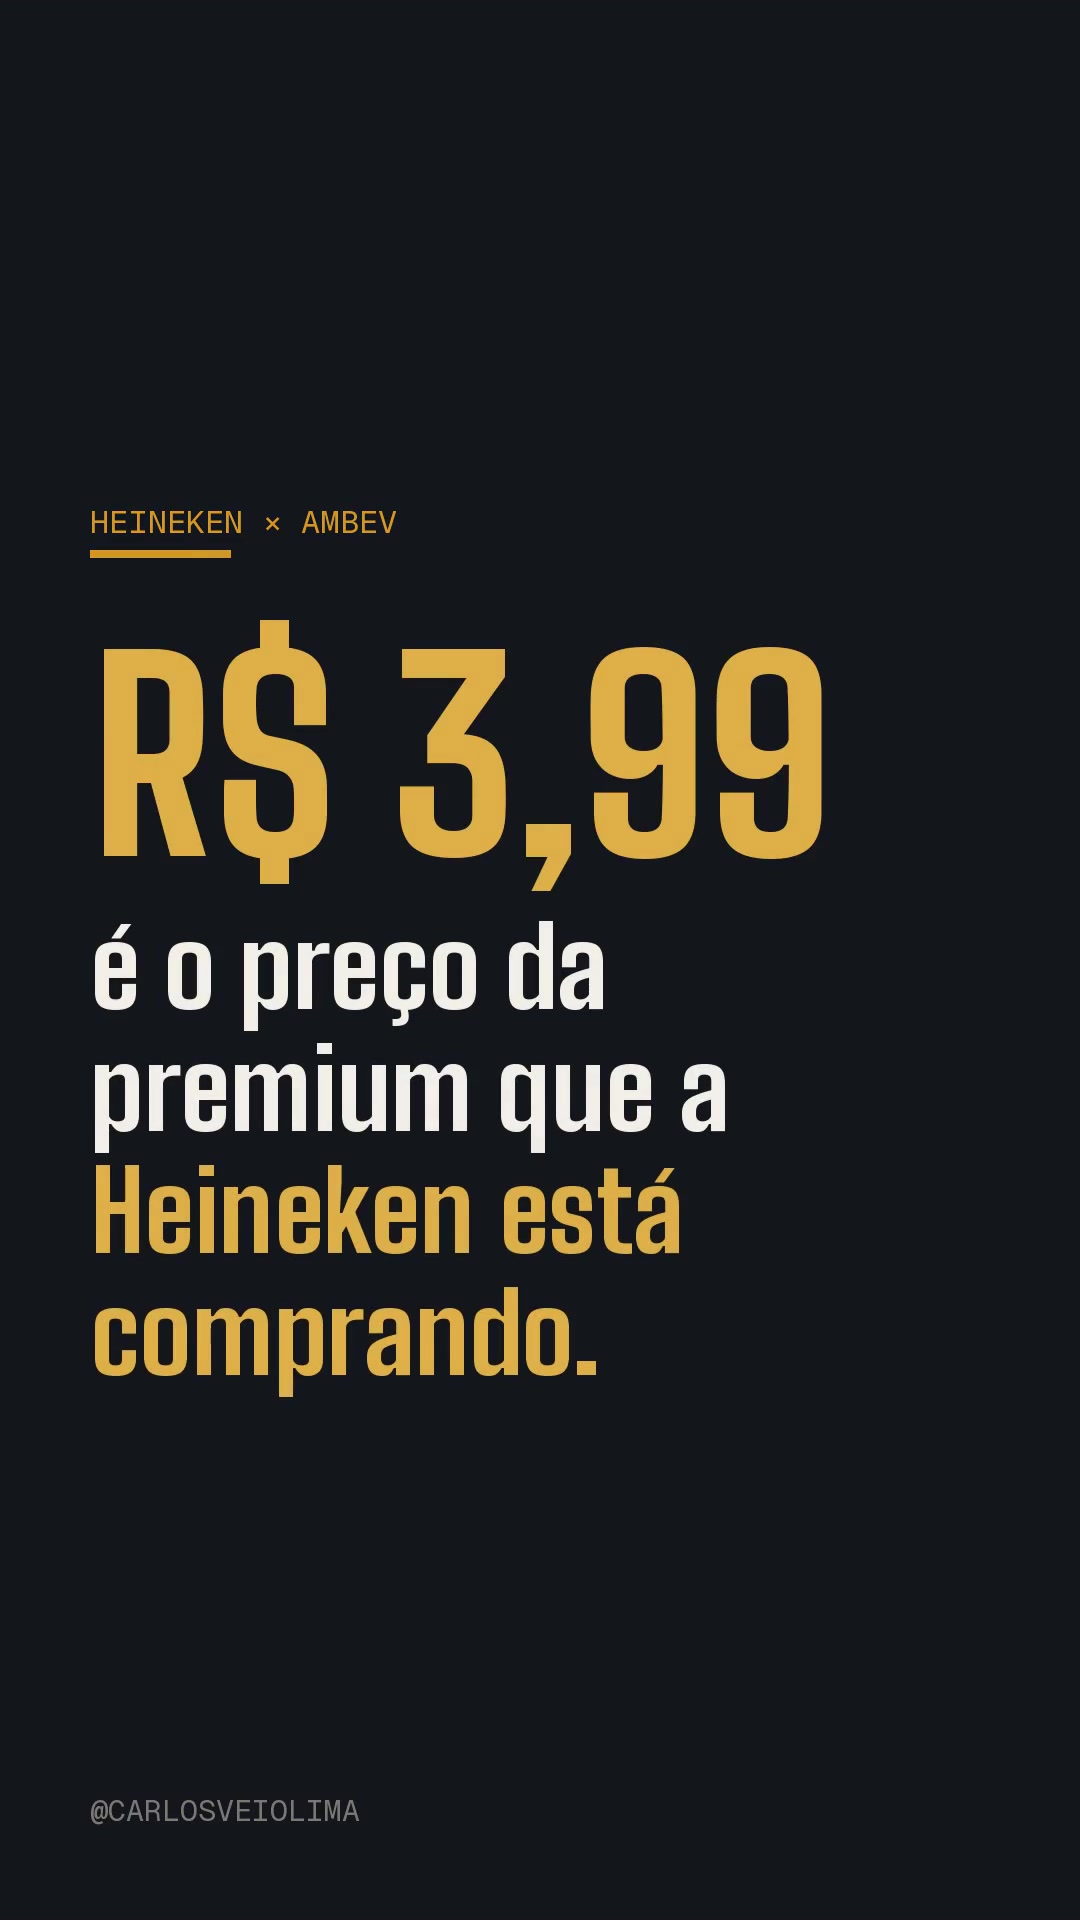 HEINEKEN × AMBEV
R$ 3,99
é o preço da
premium que a
Heineken está
comprando.
@CARLOSVEIOLIMA